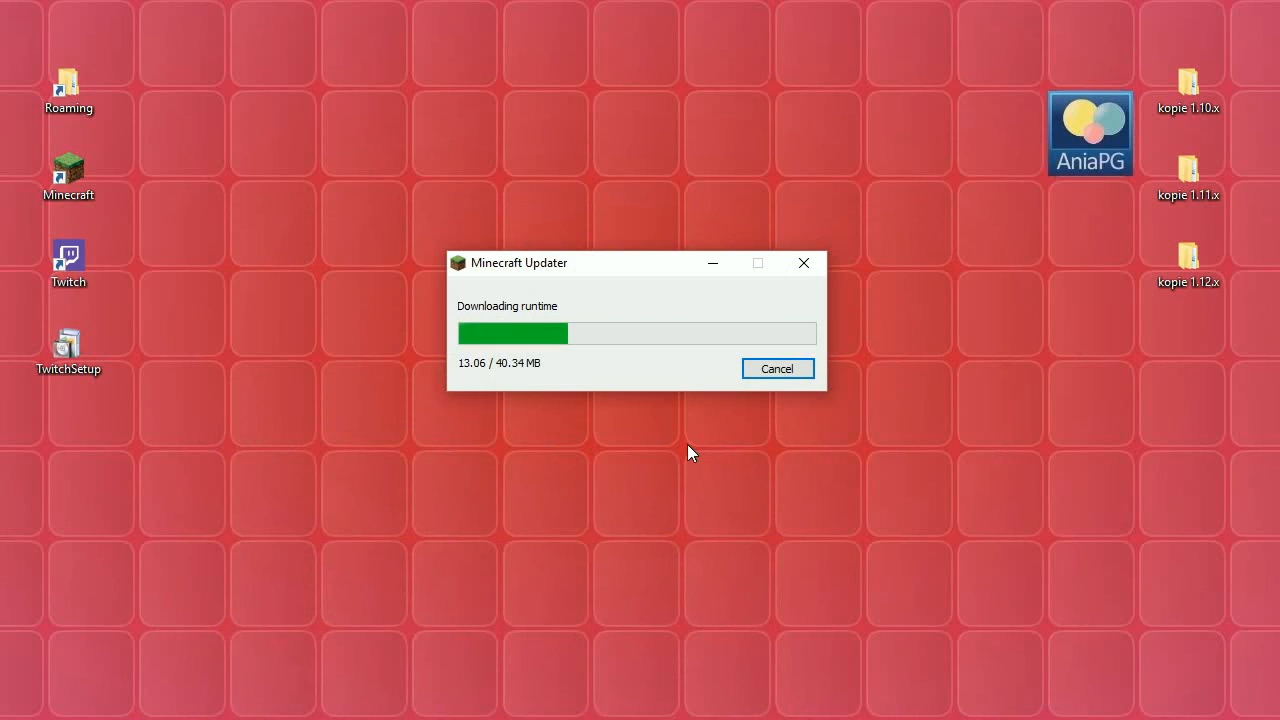 Roaming
Minecraft
Twitch
TwitchSetup
Minecraft Updater
Downloading runtime
13.06 / 40.34 MB
Cancel
AniaPG
kopie 1.10.x
kopie 1.11.x
kopie 1.12.x